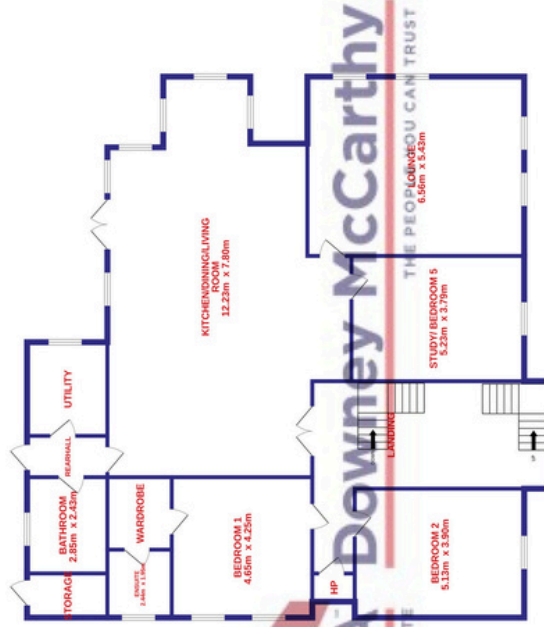 LOUNGE
6.56m x 5.43m
KITCHEN/DINING/LIVING
ROOM
12.23m x 7.80m
STUDY/ BEDROOM 5
5.23m x 3.79m
UTILITY
LANDING
REARHALL
BATHROOM
2.85m x 2.43m
WARDROBE
BEDROOM 1
4.65m x 4.25m
BEDROOM 2
5.13m x 3.90m
STORAGE
ENSUITE
HP
Downey McCarthy
THE PEOPLE YOU CAN TRUST